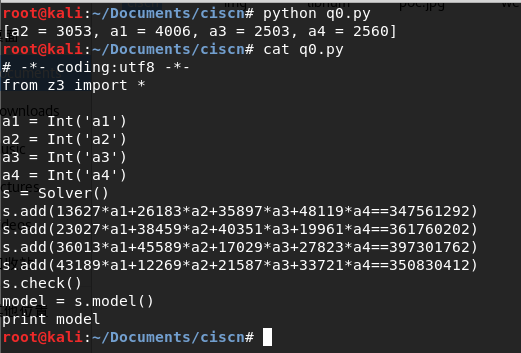 root@kali:~/Documents/ciscn# python q0.py
[a2 = 3053, a1 = 4006, a3 = 2503, a4 = 2560]
root@kali:~/Documents/ciscn# cat q0.py
# -*- coding:utf8 -*-
from z3 import *
a1 = Int('a1')
a2 = Int('a2')
a3 = Int('a3')
a4 = Int('a4')
s = Solver()
s.add(13627*a1+26183*a2+35897*a3+48119*a4==347561292)
s.add(23027*a1+38459*a2+40351*a3+19961*a4==361760202)
s.add(36013*a1+45589*a2+17029*a3+27823*a4==397301762)
s.add(43189*a1+12269*a2+21587*a3+33721*a4==350830412)
s.check()
model = s.model()
print model
root@kali:~/Documents/ciscn#